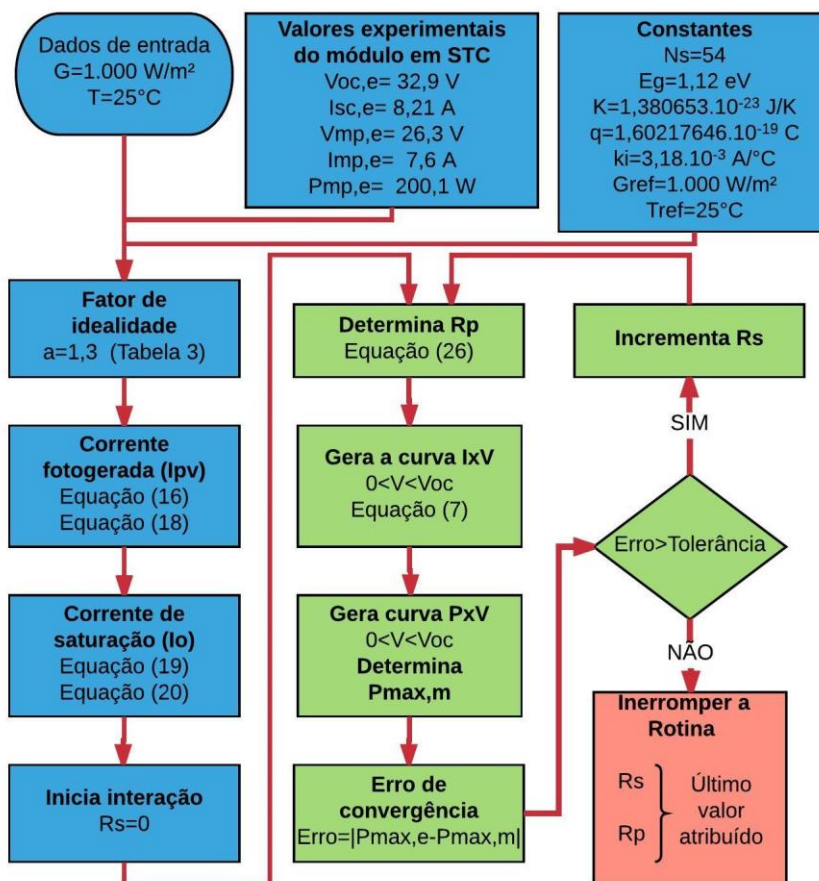 Dados de entrada
G=1.000 W/m²
T=25°C
Valores experimentais
do módulo em STC
Voc,e= 32,9 V
Isc,e= 8,21 A
Vmp,e= 26,3 V
Imp,e= 7,6 A
Pmp,e= 200,1 W
Constantes
Ns=54
Eg=1,12 eV
K=1,380653.10⁻²³ J/K
q=1,60217646.10⁻¹⁹ C
ki=3,18.10⁻³ A/°C
Gref=1.000 W/m²
Tref=25°C
Fator de
idealidade
a=1,3 (Tabela 3)
Corrente
fotogerada (Ipv)
Equação (16)
Equação (18)
Corrente de
saturação (Io)
Equação (19)
Equação (20)
Inicia interação
Rs=0
Determina Rp
Equação (26)
Gera a curva IxV
0<V<Voc
Equação (7)
Gera curva PxV
0<V<Voc
Determina
Pmax,m
Erro de
convergência
Erro=|Pmax,e-Pmax,m|
Incrementa Rs
SIM
Erro>Tolerância
NÃO
Inerromper a
Rotina
Rs
Rp
Último
valor
atribuído